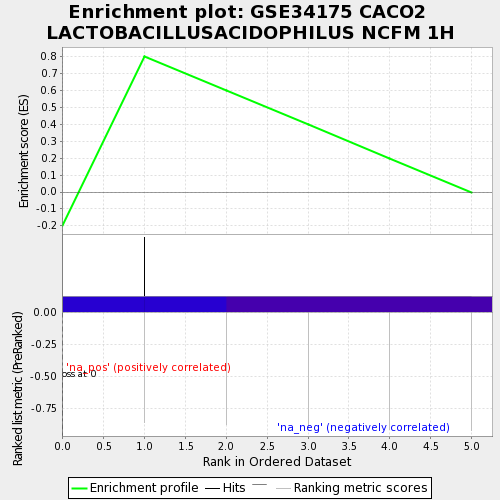 Enrichment plot: GSE34175 CACO2
LACTOBACILLUSACIDOPHILUS NCFM 1H
Enrichment score (ES)
0.8
0.7
0.6
0.5
0.4
0.3
0.2
0.1
0.0
-0.1
-0.2
Ranked list metric (PreRanked)
0.00
-0.25
-0.50
-0.75
'na_pos' (positively correlated)
oss at 0
'na_neg' (negatively correlated)
0.0 0.5 1.0 1.5 2.0 2.5 3.0 3.5 4.0 4.5 5.0
Rank in Ordered Dataset
Enrichment profile Hits Ranking metric scores